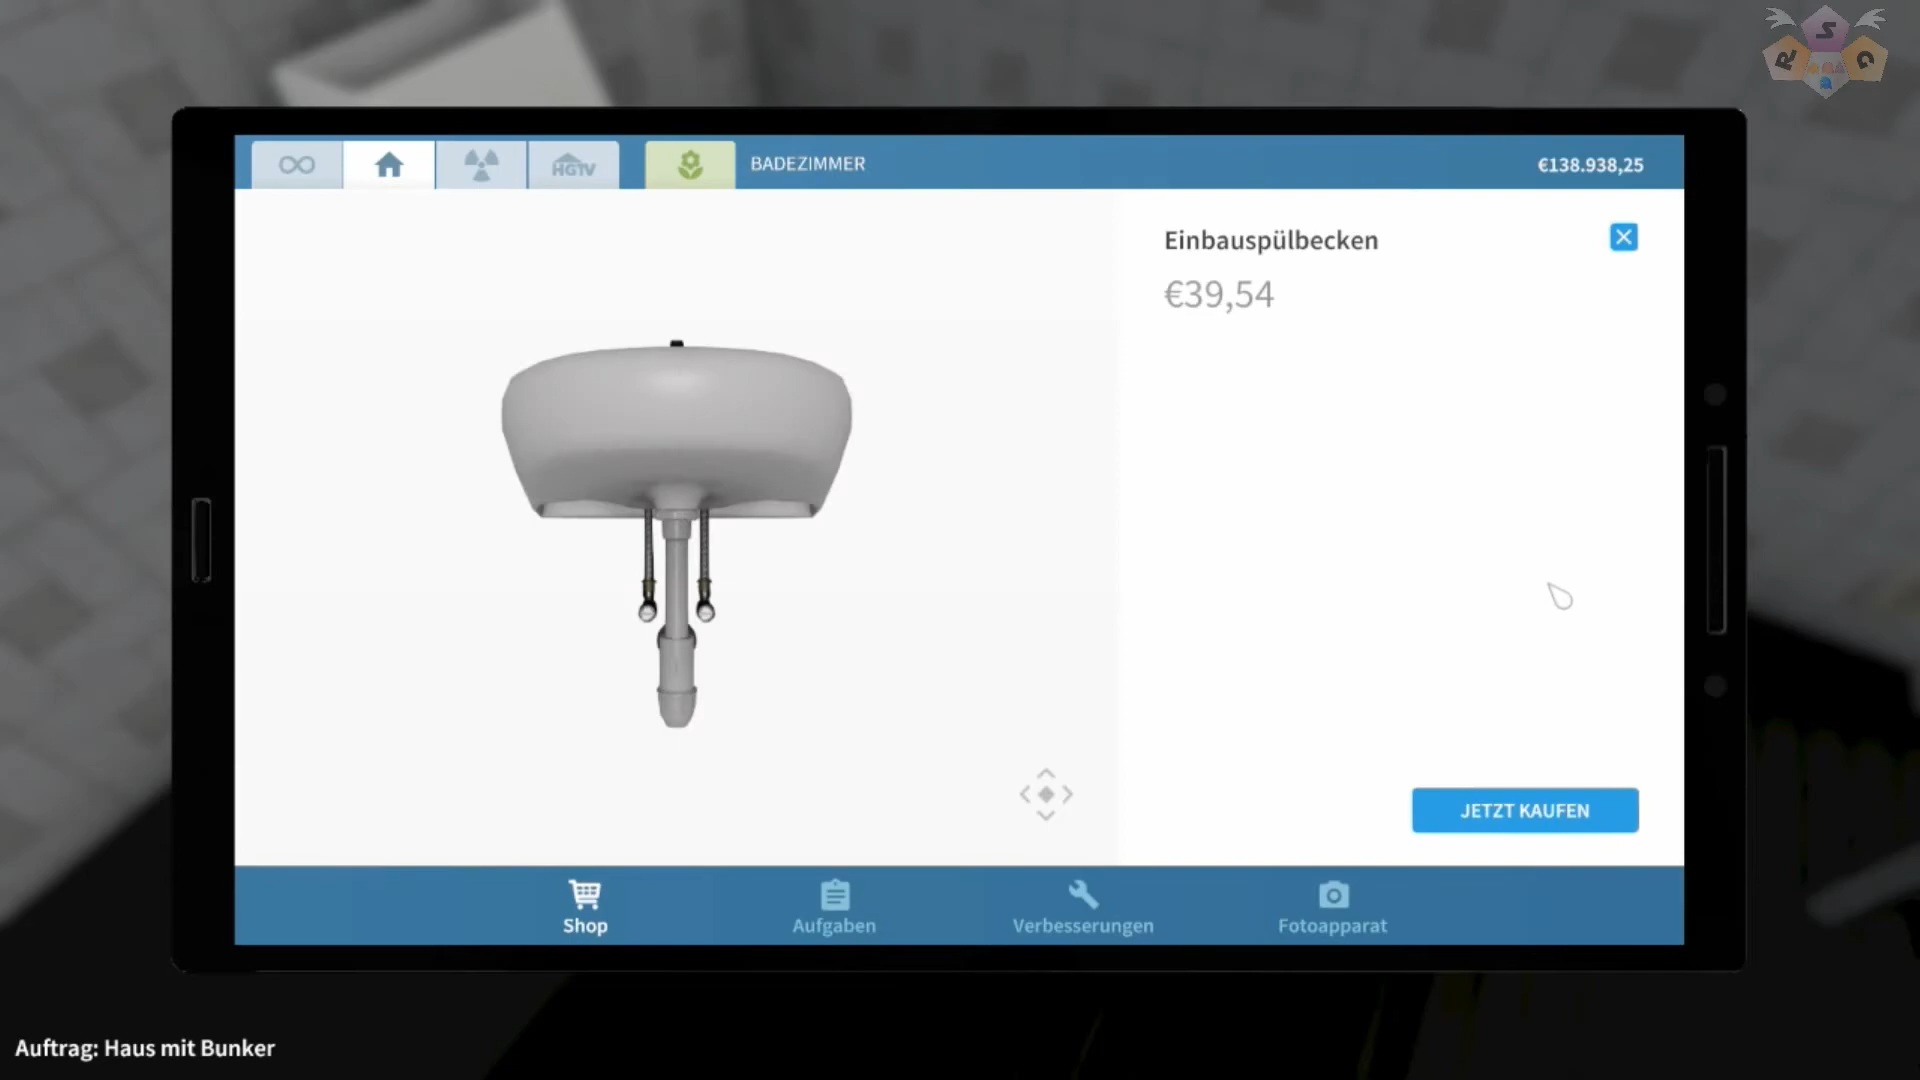 R S G
HGTV
BADEZIMMER
€138.938,25
Einbauspülbecken
€39,54
JETZT KAUFEN
Shop
Aufgaben
Verbesserungen
Fotoapparat
Auftrag: Haus mit Bunker